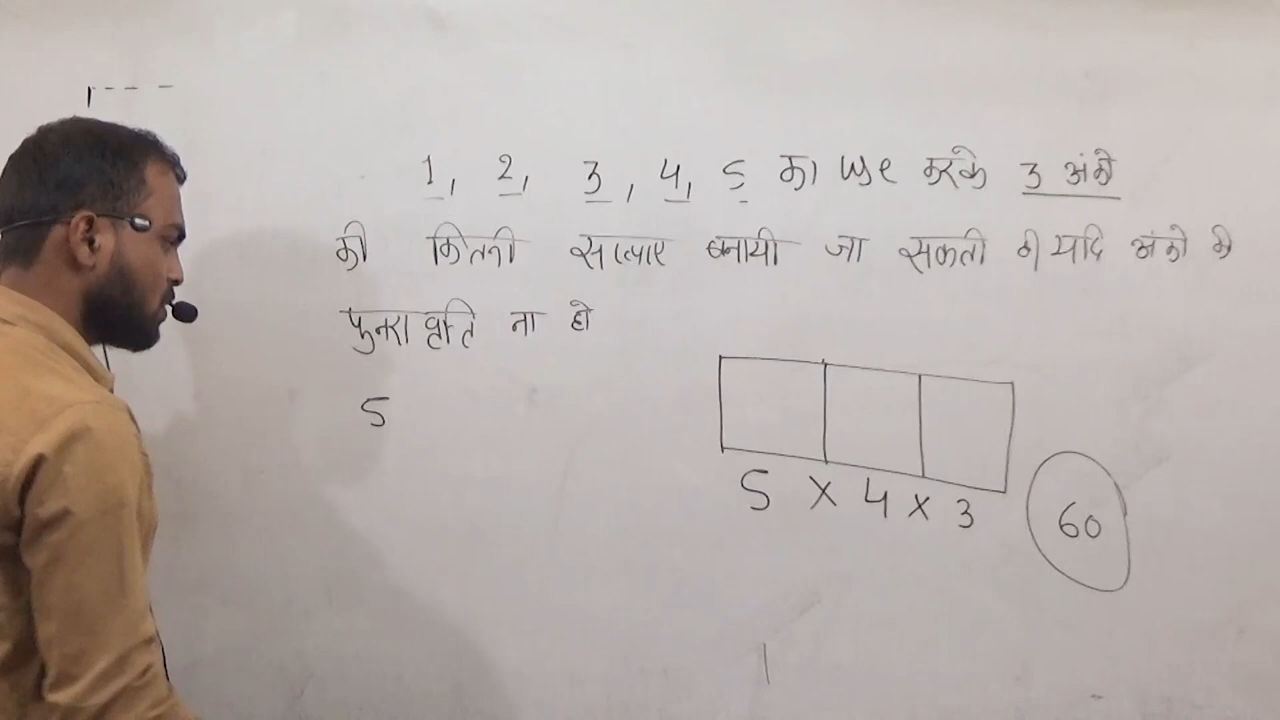 1, 2, 3, 4, 5 का use करके 3 अंको
की कितनी संख्याए बनायी जा सकती है यदि अंको की
पुनरावृति ना हो
5
5 x 4 x 3
60